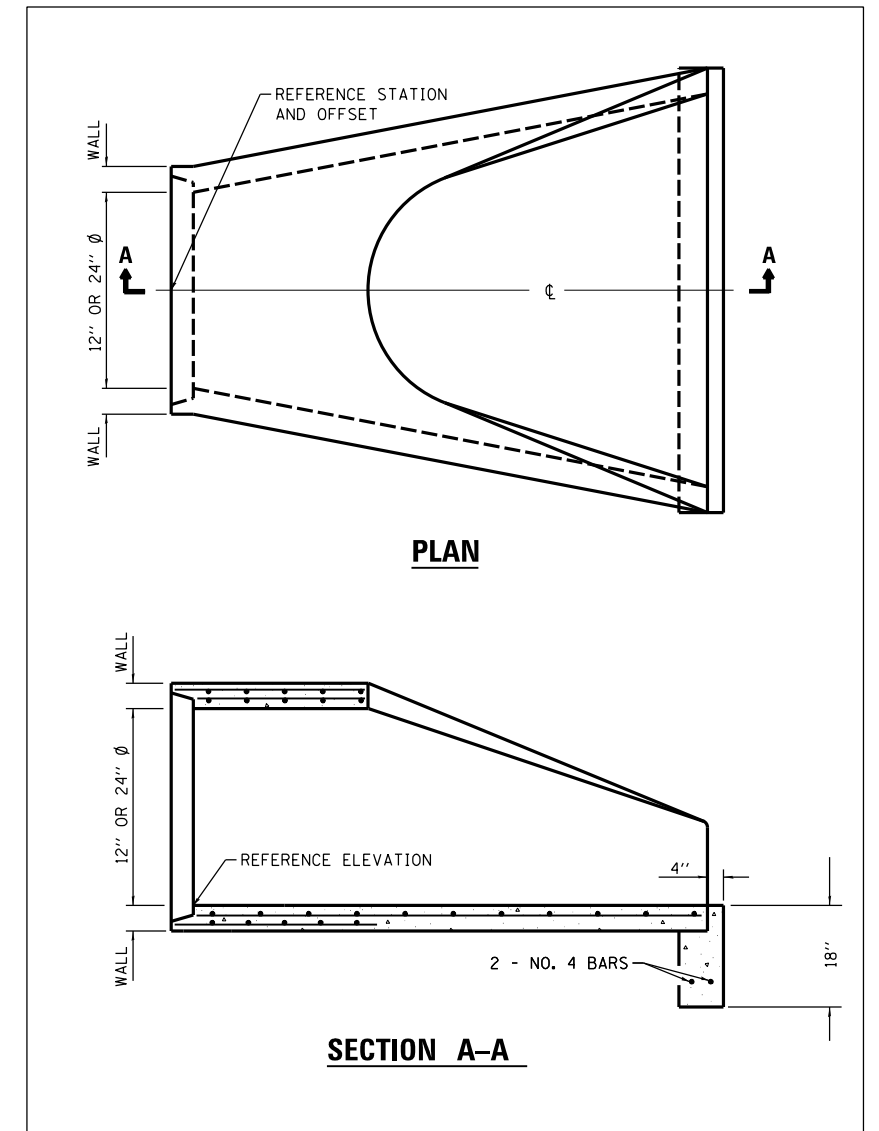 REFERENCE STATION
AND OFFSET
WALL
12'' OR 24'' Ø
WALL
A
A
℄
PLAN
WALL
12'' OR 24'' Ø
WALL
REFERENCE ELEVATION
4''
2 - NO. 4 BARS
18''
SECTION A–A